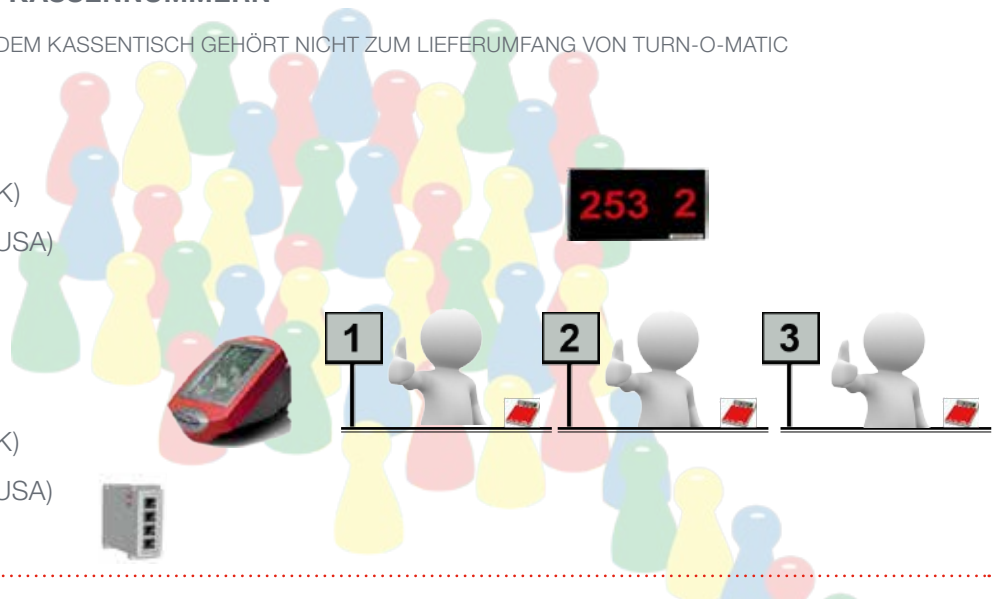 KASSENNUMMERN
DEM KASSENTISCH GEHÖRT NICHT ZUM LIEFERUMFANG VON TURN-O-MATIC
K)
USA)
253 2
1
2
3
K)
USA)